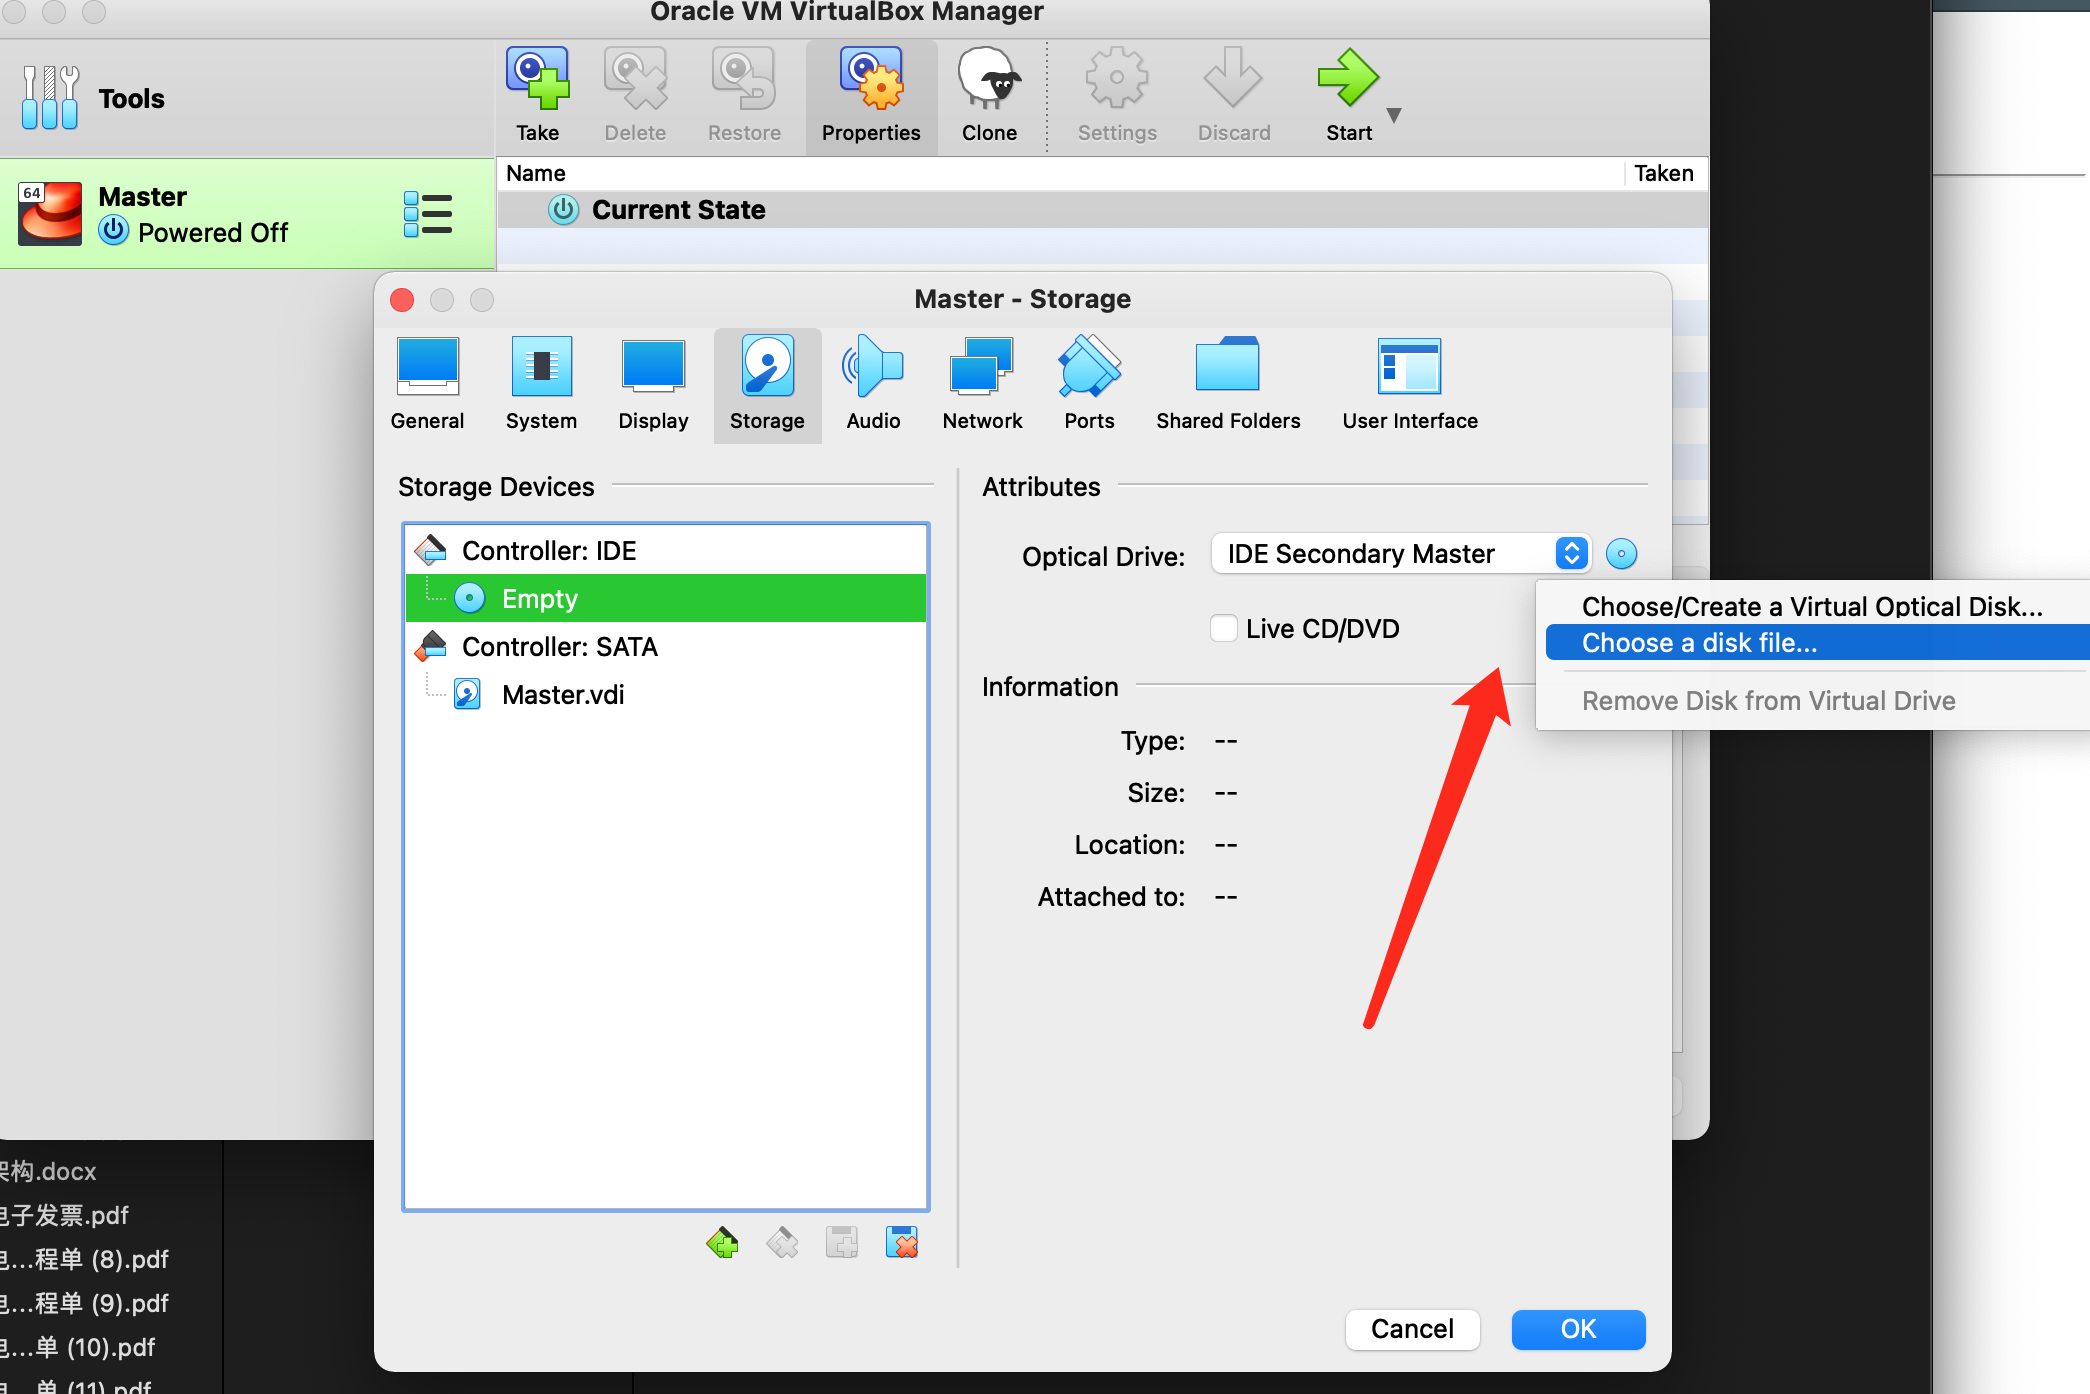 Oracle VM VirtualBox Manager
Tools
Take
Delete
Restore
Properties
Clone
Settings
Discard
Start
64
Master
Powered Off
Name
Taken
Current State
Master - Storage
General
System
Display
Storage
Audio
Network
Ports
Shared Folders
User Interface
Storage Devices
Controller: IDE
Empty
Controller: SATA
Master.vdi
Attributes
Optical Drive:
IDE Secondary Master
Live CD/DVD
Choose/Create a Virtual Optical Disk...
Choose a disk file...
Remove Disk from Virtual Drive
Information
Type: --
Size: --
Location: --
Attached to: --
Cancel
OK
架构.docx
电子发票.pdf
电...程单 (8).pdf
电...程单 (9).pdf
电...单 (10).pdf
电...单 (11).pdf